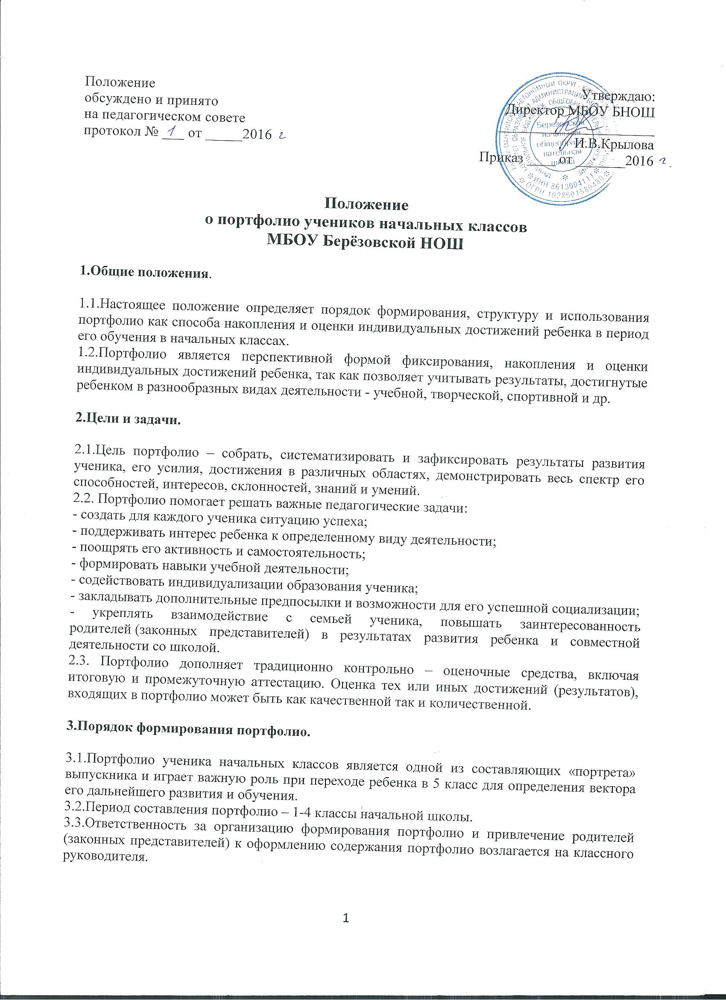 Положение
обсуждено и принято
на педагогическом совете
протокол № _1_ от _____2016 г
Утверждаю:
Директор МБОУ БНОШ
И.В.Крылова
Приказ ____ от _______2016 г.
Березовская
начальная
общеобразо-
вательная
школа
ИНН 8613004111
ОГРН 1028601580480
Положение
о портфолио учеников начальных классов
МБОУ Берёзовской НОШ
1.Общие положения.
1.1.Настоящее положение определяет порядок формирования, структуру и использования
портфолио как способа накопления и оценки индивидуальных достижений ребенка в период
его обучения в начальных классах.
1.2.Портфолио является перспективной формой фиксирования, накопления и оценки
индивидуальных достижений ребенка, так как позволяет учитывать результаты, достигнутые
ребенком в разнообразных видах деятельности - учебной, творческой, спортивной и др.
2.Цели и задачи.
2.1.Цель портфолио – собрать, систематизировать и зафиксировать результаты развития
ученика, его усилия, достижения в различных областях, демонстрировать весь спектр его
способностей, интересов, склонностей, знаний и умений.
2.2. Портфолио помогает решать важные педагогические задачи:
- создать для каждого ученика ситуацию успеха;
- поддерживать интерес ребенка к определенному виду деятельности;
- поощрять его активность и самостоятельность;
- формировать навыки учебной деятельности;
- содействовать индивидуализации образования ученика;
- закладывать дополнительные предпосылки и возможности для его успешной социализации;
- укреплять взаимодействие с семьей ученика, повышать заинтересованность
родителей (законных представителей) в результатах развития ребенка и совместной
деятельности со школой.
2.3. Портфолио дополняет традиционно контрольно – оценочные средства, включая
итоговую и промежуточную аттестацию. Оценка тех или иных достижений (результатов),
входящих в портфолио может быть как качественной так и количественной.
3.Порядок формирования портфолио.
3.1.Портфолио ученика начальных классов является одной из составляющих «портрета»
выпускника и играет важную роль при переходе ребенка в 5 класс для определения вектора
его дальнейшего развития и обучения.
3.2.Период составления портфолио – 1-4 классы начальной школы.
3.3.Ответственность за организацию формирования портфолио и привлечение родителей
(законных представителей) к оформлению содержания портфолио возлагается на классного
руководителя.
1